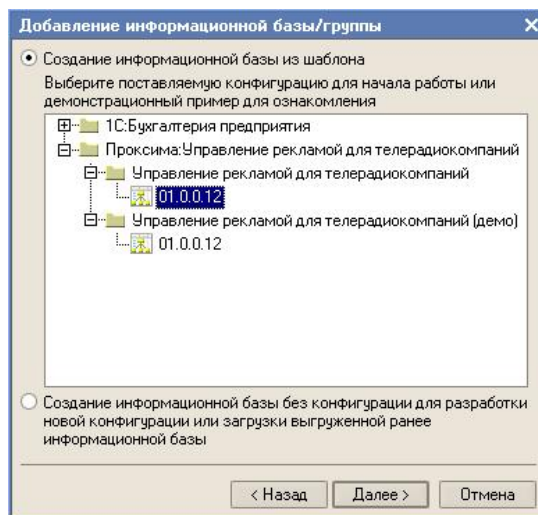 Добавление информационной базы/группы
Создание информационной базы из шаблона
Выберите поставляемую конфигурацию для начала работы или
демонстрационный пример для ознакомления
1С:Бухгалтерия предприятия
Проксима:Управление рекламой для телерадиокомпаний
Управление рекламой для телерадиокомпаний
01.0.0.12
Управление рекламой для телерадиокомпаний (демо)
01.0.0.12
Создание информационной базы без конфигурации для разработки
новой конфигурации или загрузки выгруженной ранее
информационной базы
< Назад Далее > Отмена